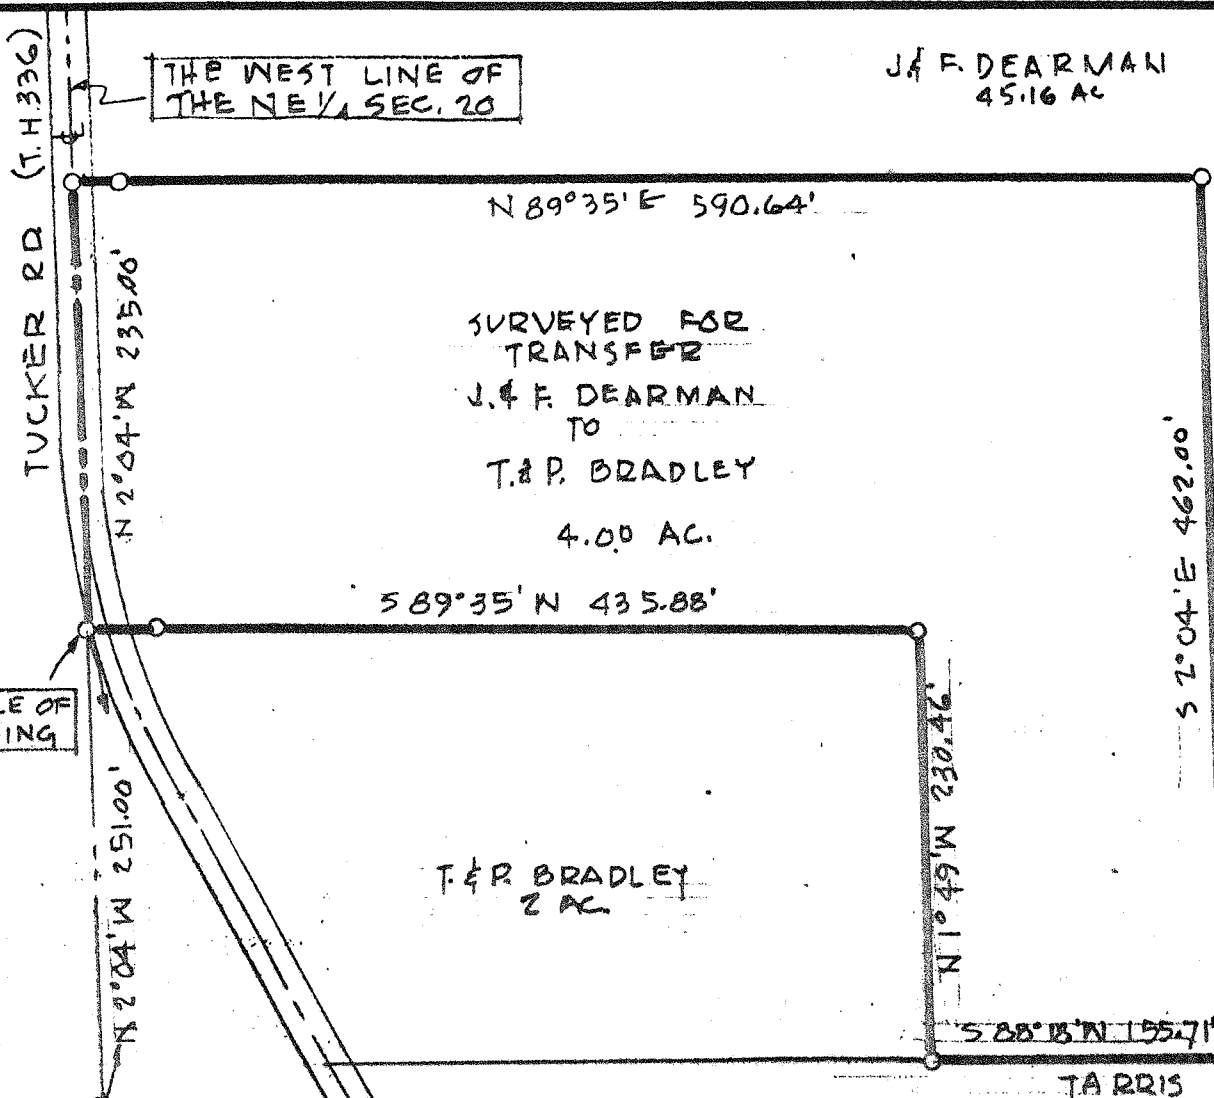 THE WEST LINE OF
THE NE 1/4 SEC. 20
J. & F. DEARMAN
45.16 AC
TUCKER RD (T.H 336)
N 89°35' E 590.64'
N 2°04' W 235.00'
SURVEYED FOR
TRANSFER
J. & F. DEARMAN
TO
T. & P. BRADLEY
4.00 AC.
S 2°04' E 462.00'
S 89°35' W 435.88'
LE OF
ING
N 2°04' W 251.00'
N 1°49' W 230.46'
T. & P. BRADLEY
2 AC.
S 88°18' W 155.71'
TARRIS